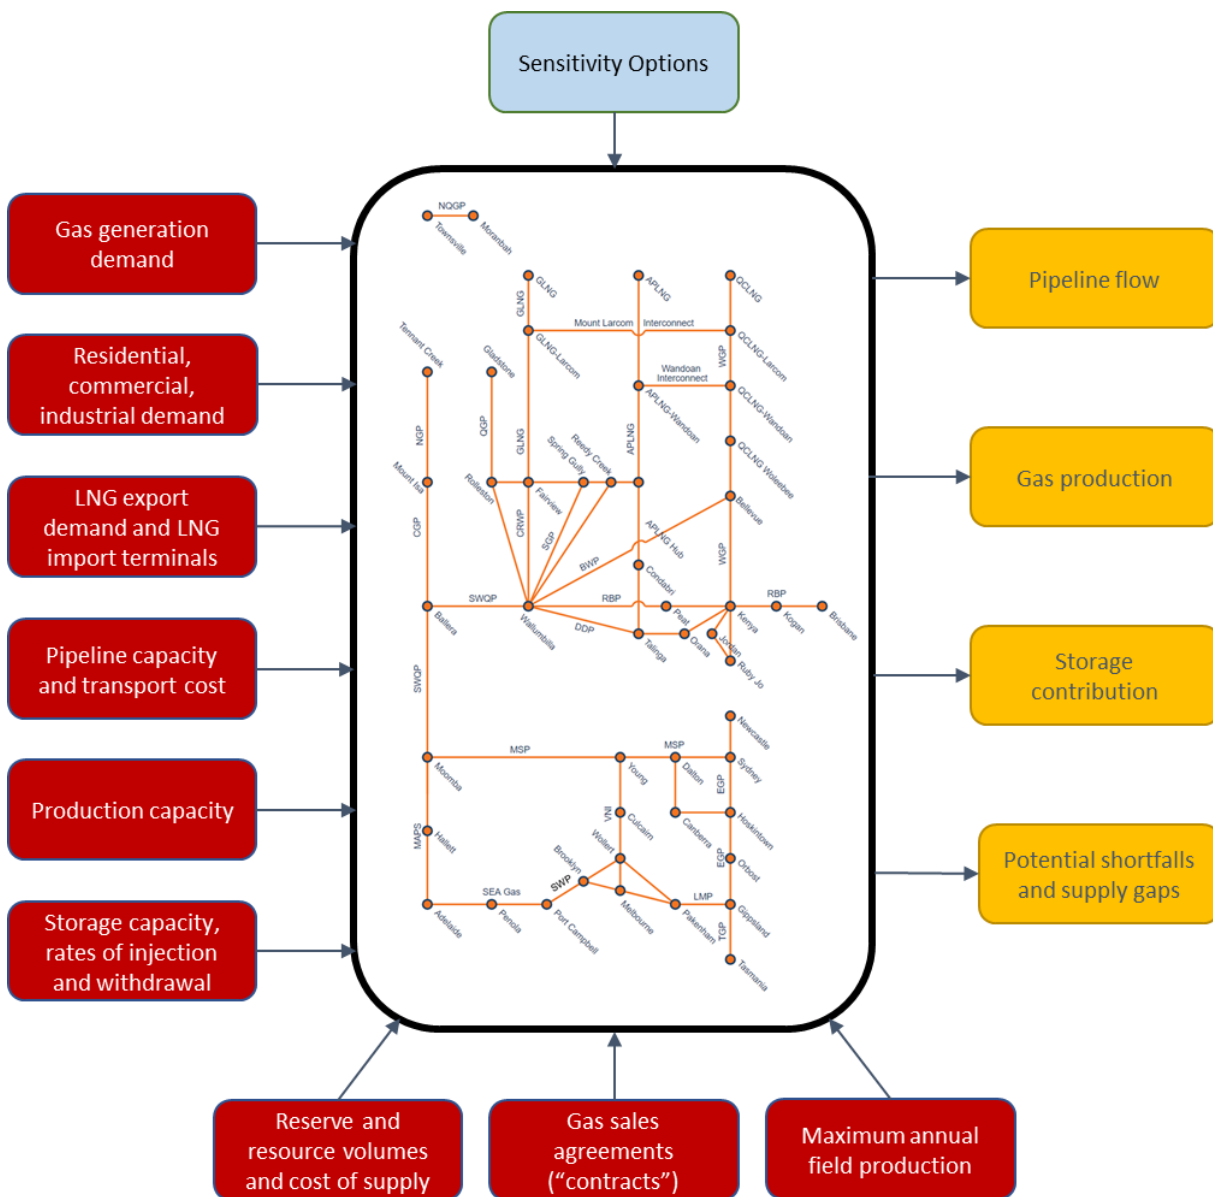 Sensitivity Options
Gas generation
demand
Residential,
commercial,
industrial demand
LNG export
demand and LNG
import terminals
Pipeline capacity
and transport cost
Production capacity
Storage capacity,
rates of injection
and withdrawal
NQGP
Townsville
Moranbah
GLNG
APLNG
QCLNG
GLNG
Mount Larcom Interconnect
GLNG-Larcom
QCLNG-Larcom
Tennant Creek
Gladstone
WGP
Wandoan
Interconnect
APLNG-Wandoan
QCLNG-Wandoan
NGP
QGP
GLNG
Spring Gully
Reedy Creek
APLNG
QCLNG Woleebee
Mount Isa
Rolleston
Fairview
Bellevue
CGP
CRWP
SGP
BWP
APLNG Hub
WGP
Condabri
SWQP
RBP
RBP
Ballera
Wallumbilla
DDP
Peat
Kenya
Kogan
Brisbane
Talinga
Orana
Jordan
Ruby Jo
SWQP
Newcastle
MSP
MSP
Moomba
Young
Dalton
Sydney
EGP
VNI
Culcairn
Canberra
Hoskintown
MAPS
Hallett
Wollert
Brooklyn
EGP
Orbost
SEA Gas
SWP
LMP
Adelaide
Penola
Port Campbell
Melbourne
Pakenham
Gippsland
TGP
Tasmania
Pipeline flow
Gas production
Storage
contribution
Potential shortfalls
and supply gaps
Reserve and
resource volumes
and cost of supply
Gas sales
agreements
(“contracts”)
Maximum annual
field production